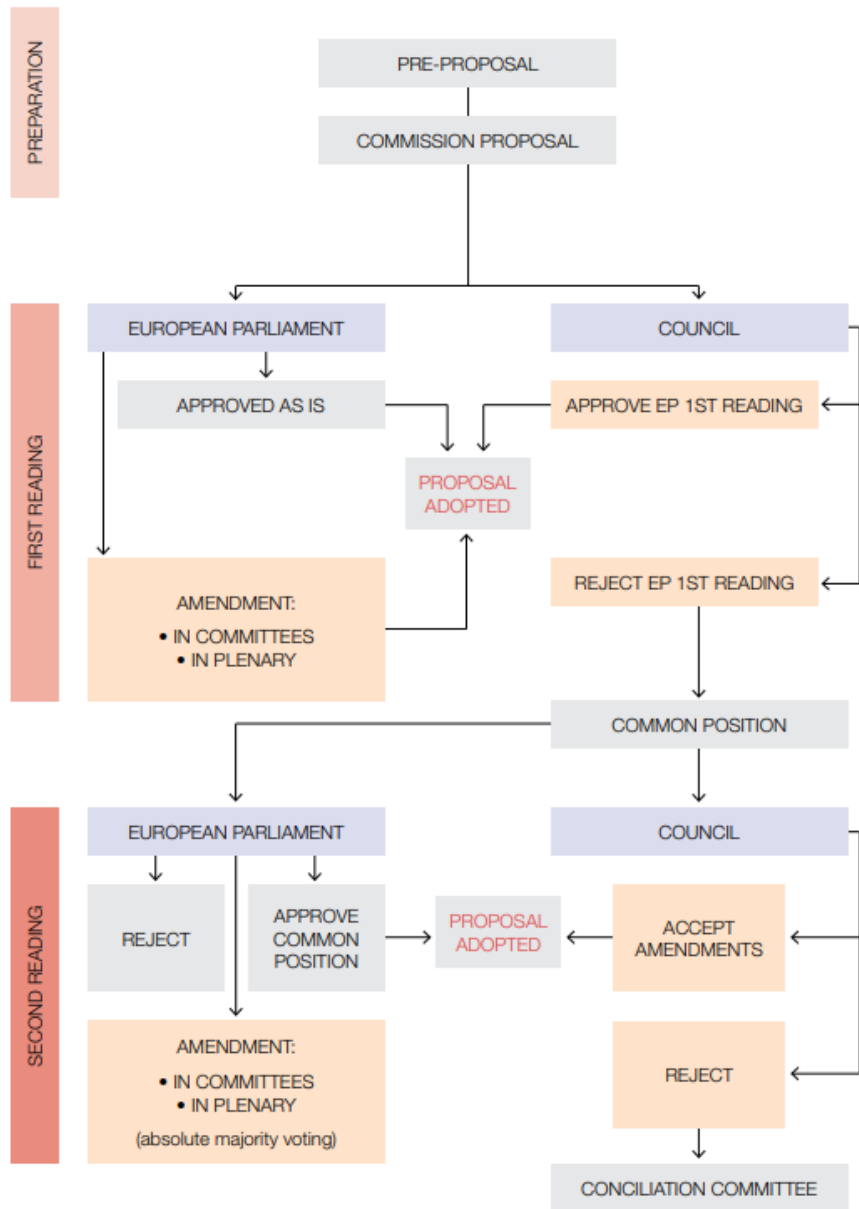 PREPARATION
PRE-PROPOSAL
COMMISSION PROPOSAL
FIRST READING
EUROPEAN PARLIAMENT
COUNCIL
APPROVED AS IS
APPROVE EP 1ST READING
PROPOSAL
ADOPTED
AMENDMENT:
• IN COMMITTEES
• IN PLENARY
REJECT EP 1ST READING
COMMON POSITION
SECOND READING
EUROPEAN PARLIAMENT
COUNCIL
REJECT
APPROVE
COMMON
POSITION
PROPOSAL
ADOPTED
ACCEPT
AMENDMENTS
AMENDMENT:
• IN COMMITTEES
• IN PLENARY
(absolute majority voting)
REJECT
CONCILIATION COMMITTEE